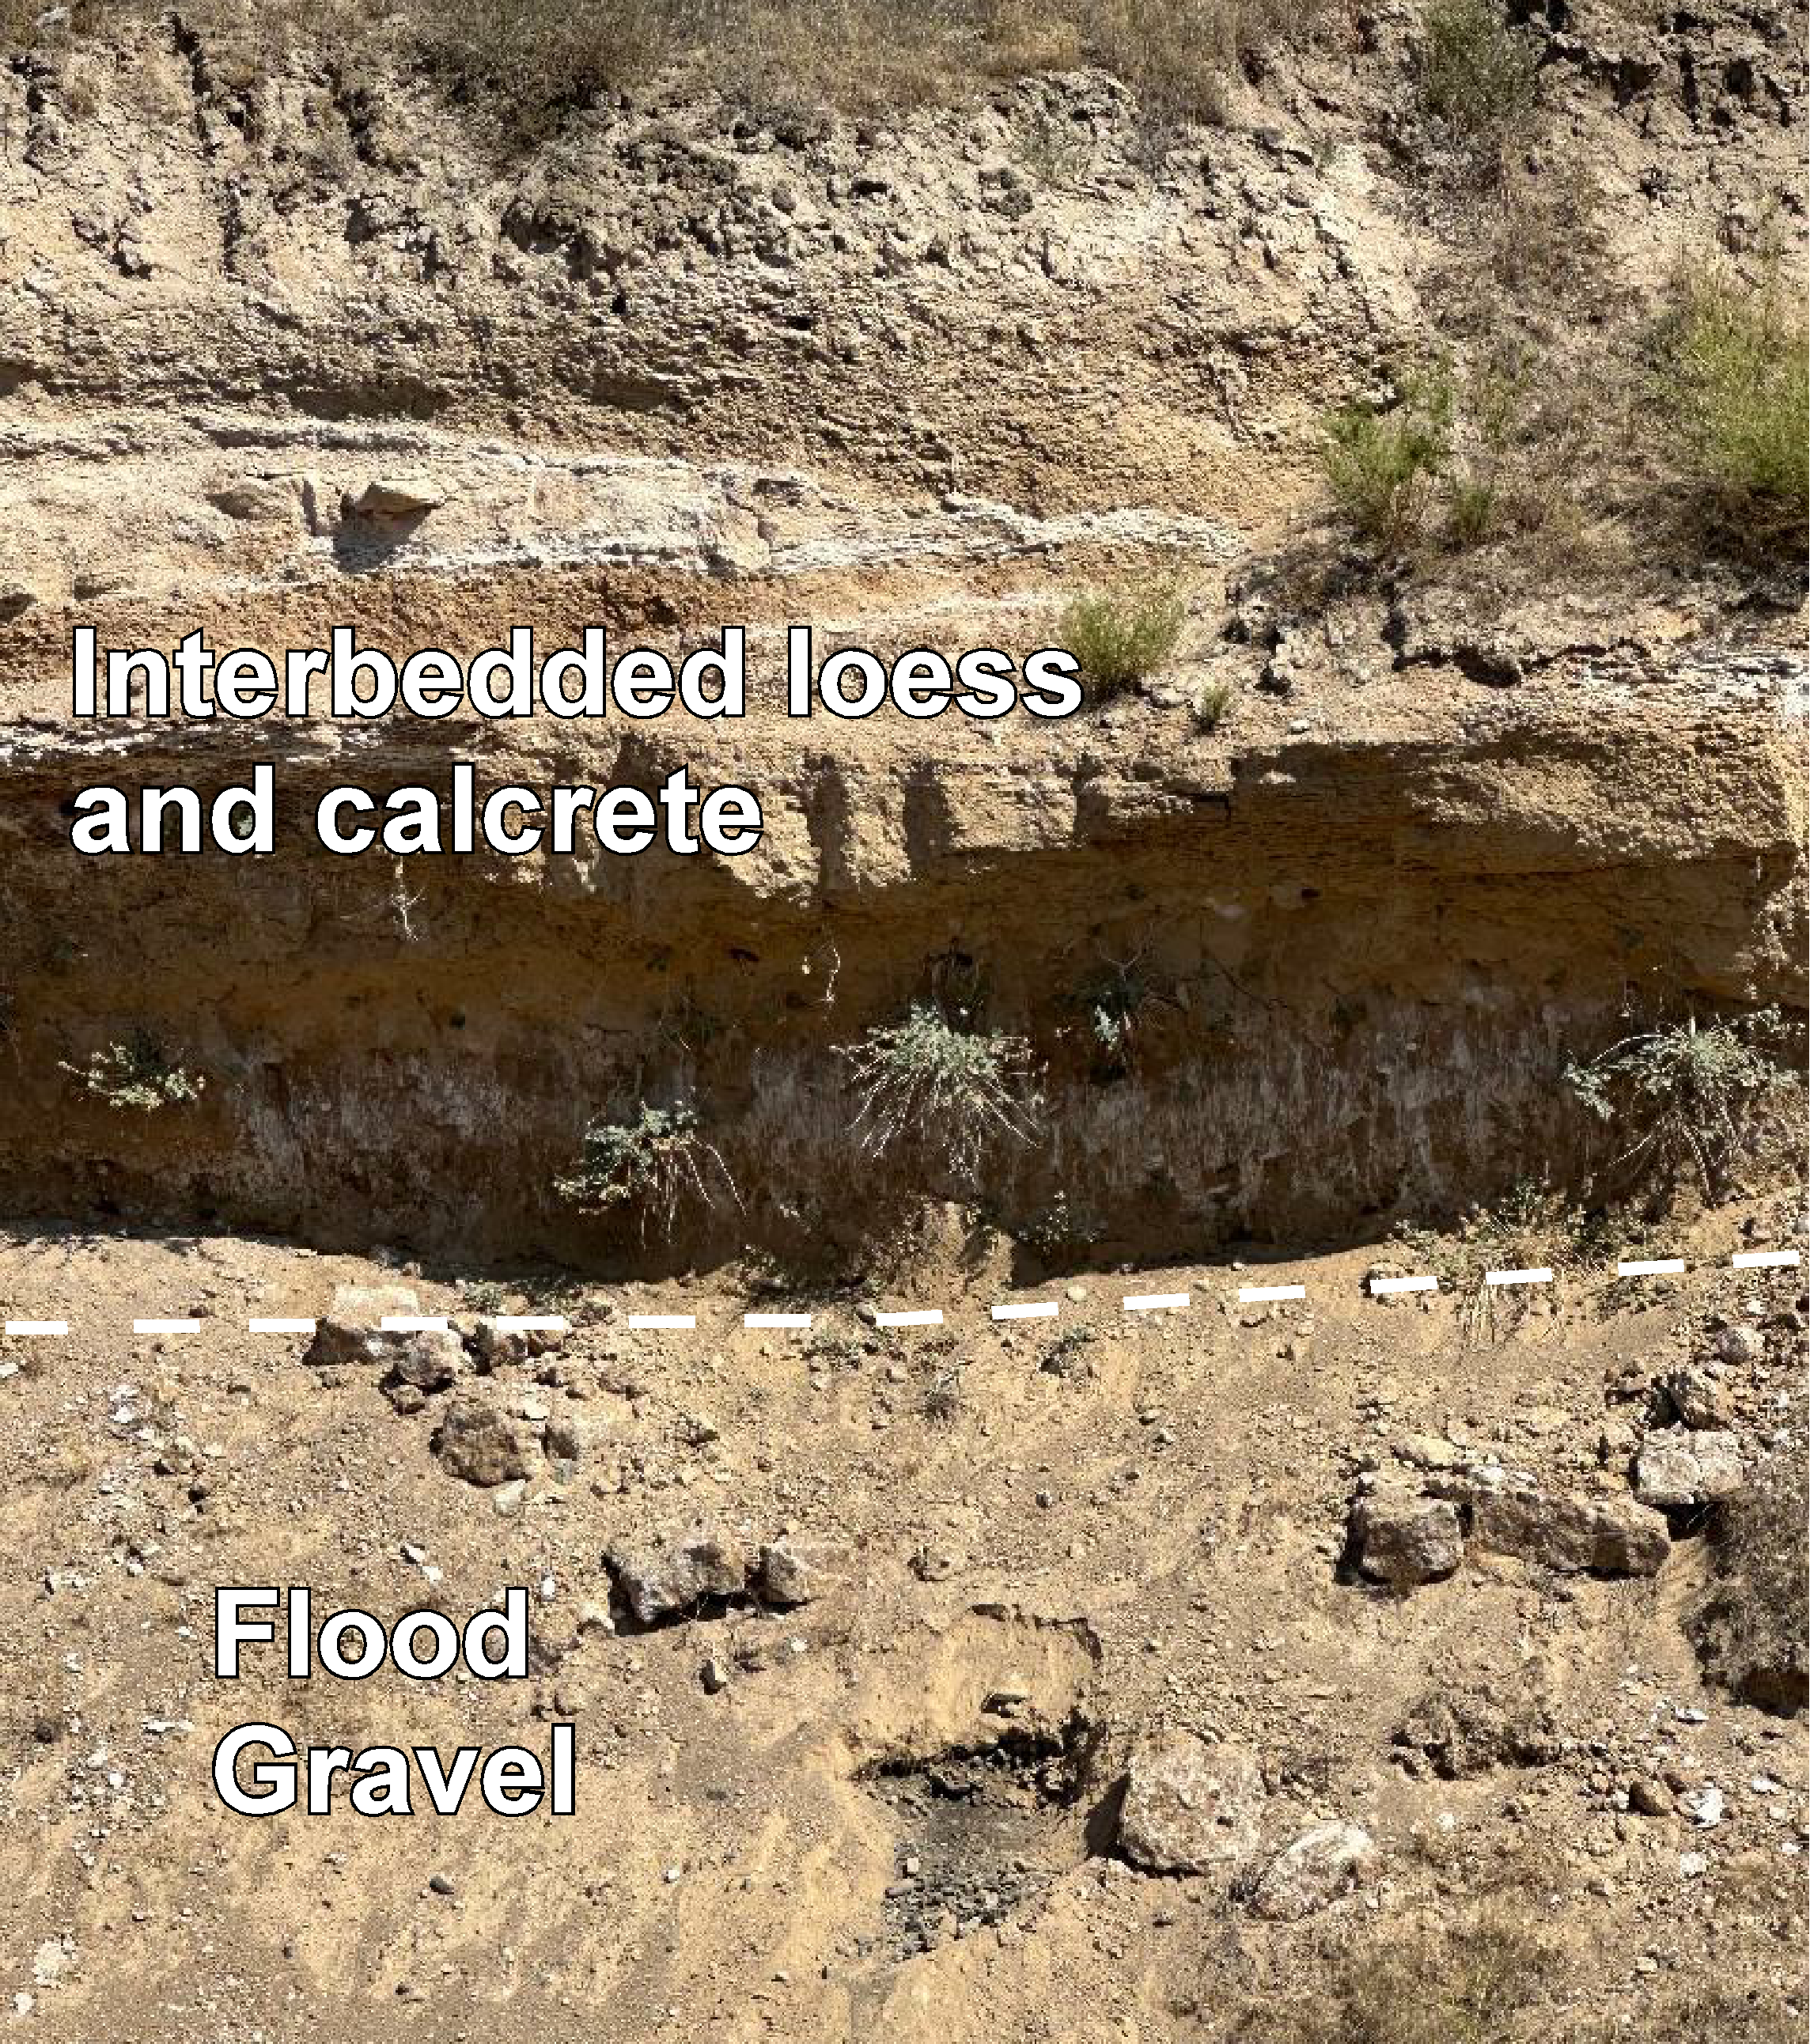 Interbedded loess
and calcrete
Flood
Gravel